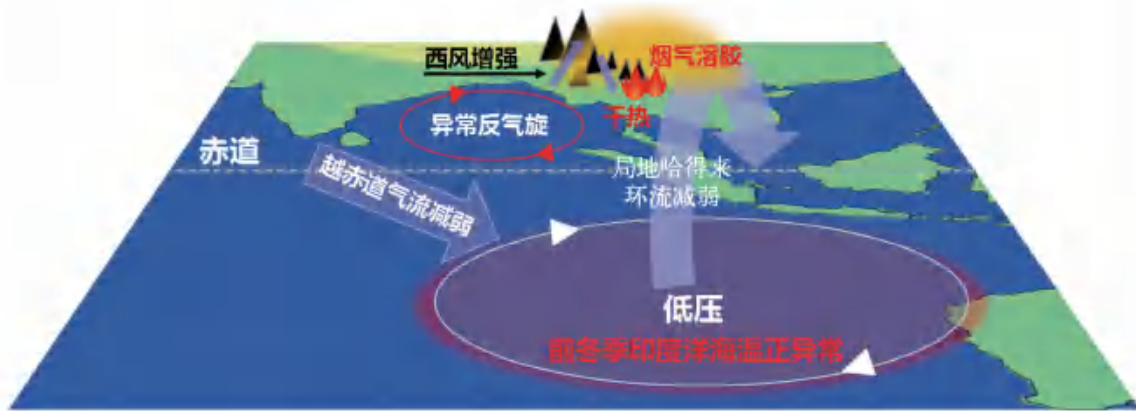 西风增强
烟气溶胶
干热
异常反气旋
赤道
越赤道气流减弱
局地哈得来
环流减弱
低压
前冬季印度洋海温正异常